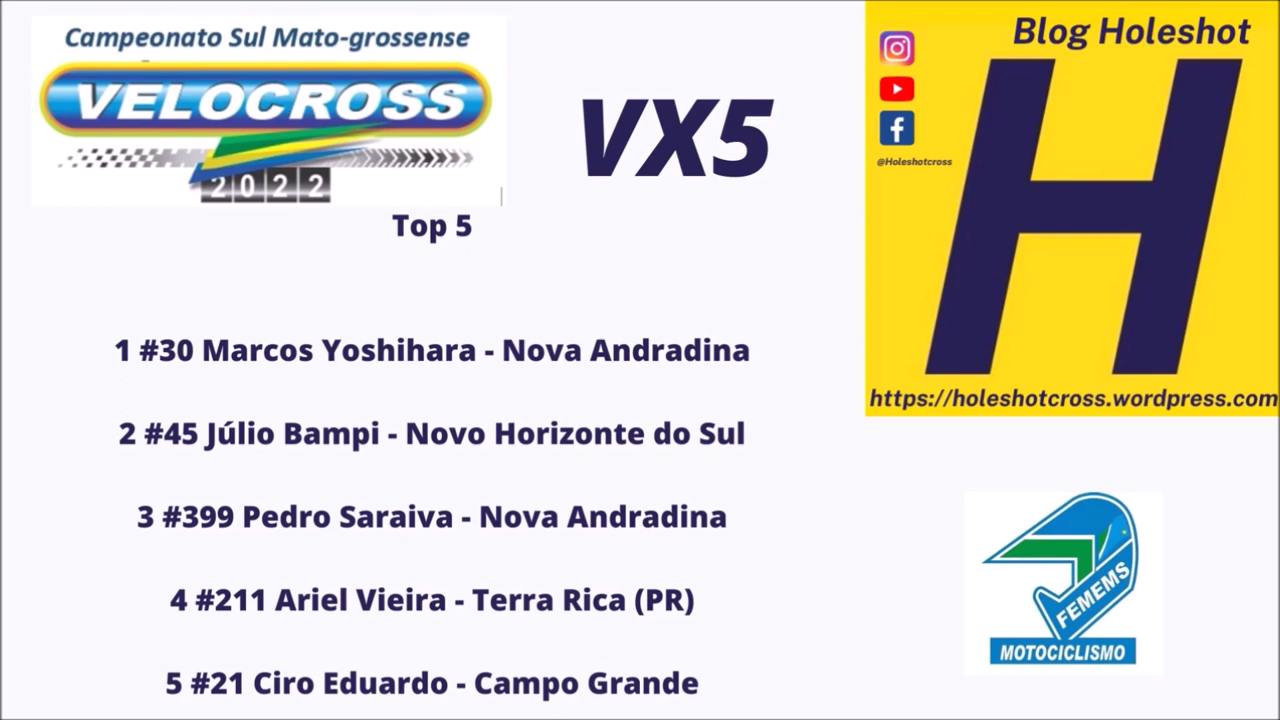 Campeonato Sul Mato-grossense
VELOCROSS
2022
VX5
Top 5
1 #30 Marcos Yoshihara - Nova Andradina
2 #45 Júlio Bampi - Novo Horizonte do Sul
3 #399 Pedro Saraiva - Nova Andradina
4 #211 Ariel Vieira - Terra Rica (PR)
5 #21 Ciro Eduardo - Campo Grande
Blog Holeshot
H
@Holeshotcross
https://holeshotcross.wordpress.com
FEMEMS
MOTOCICLISMO